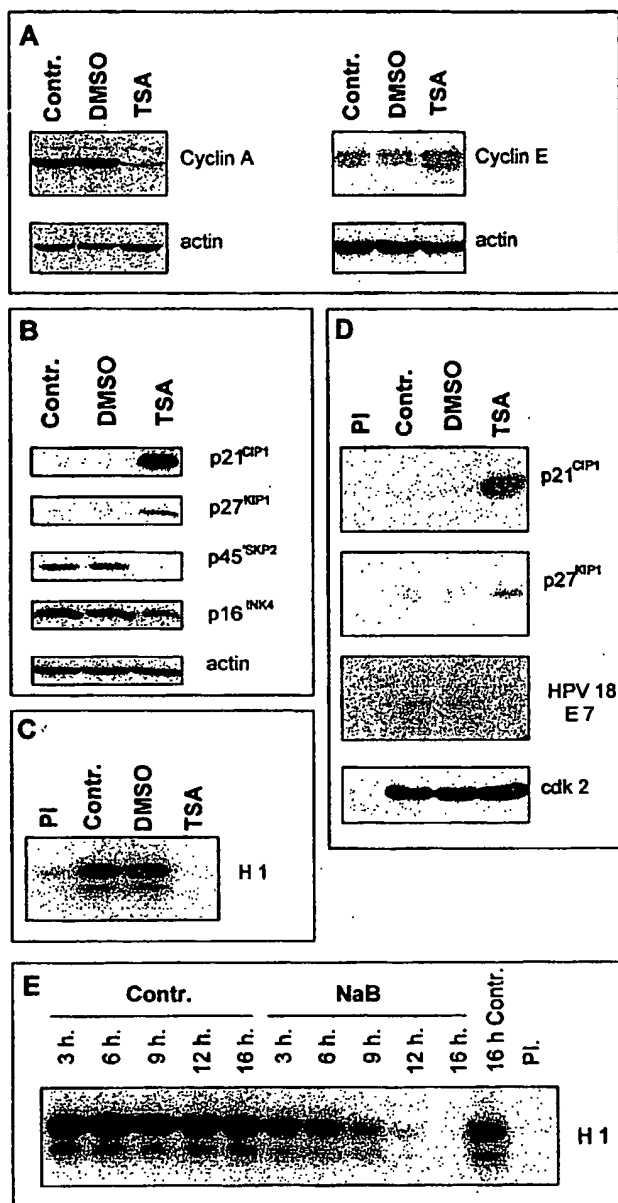 A
Contr. DMSO TSA
Cyclin A
actin
Contr. DMSO TSA
Cyclin E
actin
B
Contr. DMSO TSA
p21CIP1
p27KIP1
p45SKP2
p16INK4
actin
C
PI Contr. DMSO TSA
H 1
D
PI Contr. DMSO TSA
p21CIP1
p27KIP1
HPV 18
E 7
cdk 2
E
Contr. NaB
3 h. 6 h. 9 h. 12 h. 16 h. 3 h. 6 h. 9 h. 12 h. 16 h. 16 h Contr. PI.
H 1